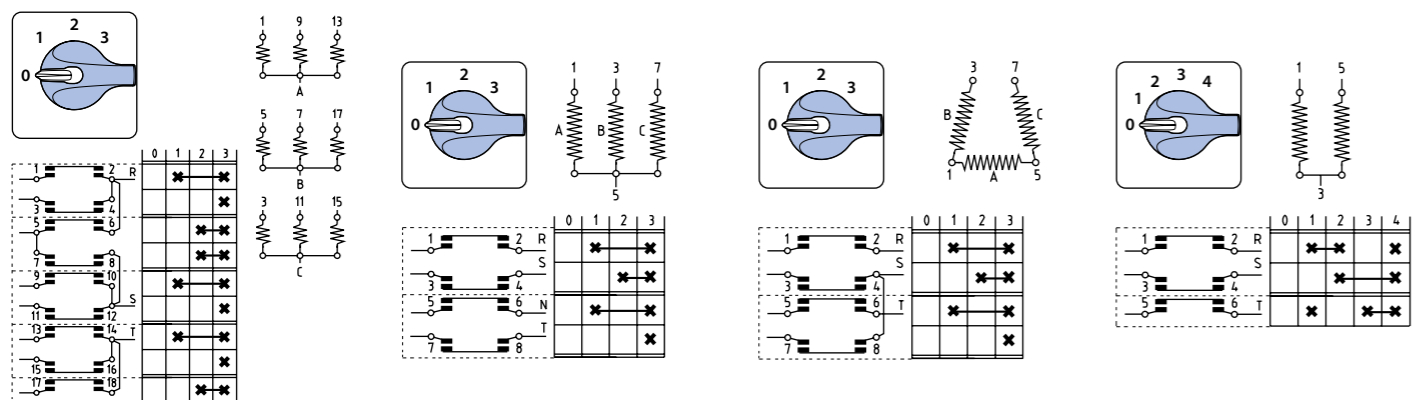 2
1 3
0
1 9 13
A
5 7 17
B
3 11 15
C
0 1 2 3
1 2 R
3 4
5 6
7 8
9 10
S
11 12
13 14 T
15 16
17 18
2
1 3
0
1 3 7
A B C
5
0 1 2 3
1 2 R
S
3 4
5 6 N
T
7 8
2
1 3
0
3 7
B C
1 A 5
0 1 2 3
1 2 R
S
3 4
5 6 T
7 8
3
2 4
1
0
1 5
3
0 1 2 3 4
1 2 R
S
3 4
5 6 T